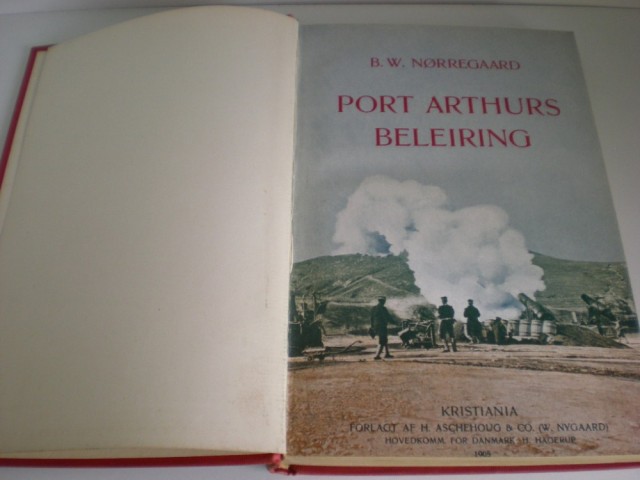 B. W. NØRREGAARD
PORT ARTHURS
BELEIRING
KRISTIANIA
FORLAGT AF H. ASCHEHOUG & CO. (W. NYGAARD)
HOVEDKOMM. FOR DANMARK: H. HAGERUP
1905